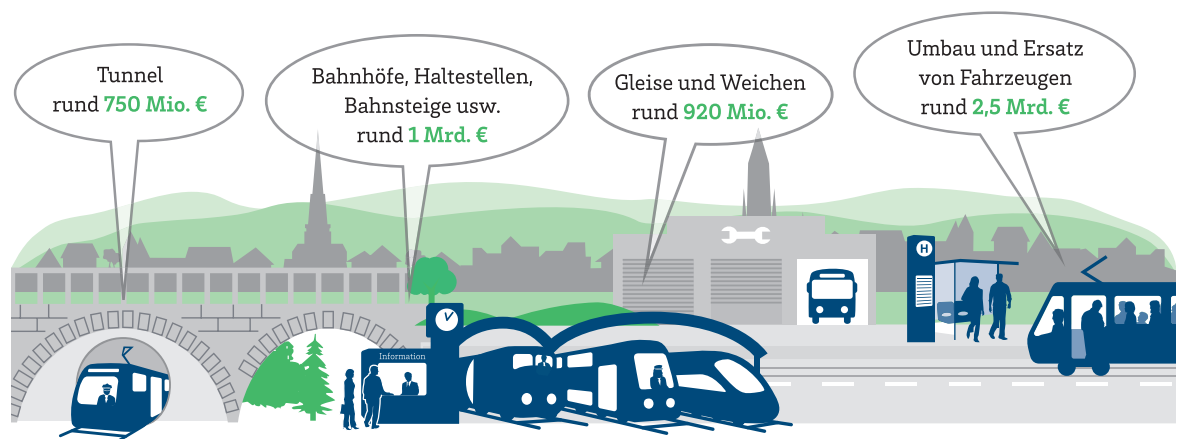 Tunnel
rund 750 Mio. €
Bahnhöfe, Haltestellen,
Bahnsteige usw.
rund 1 Mrd. €
Gleise und Weichen
rund 920 Mio. €
Umbau und Ersatz
von Fahrzeugen
rund 2,5 Mrd. €
H
Information